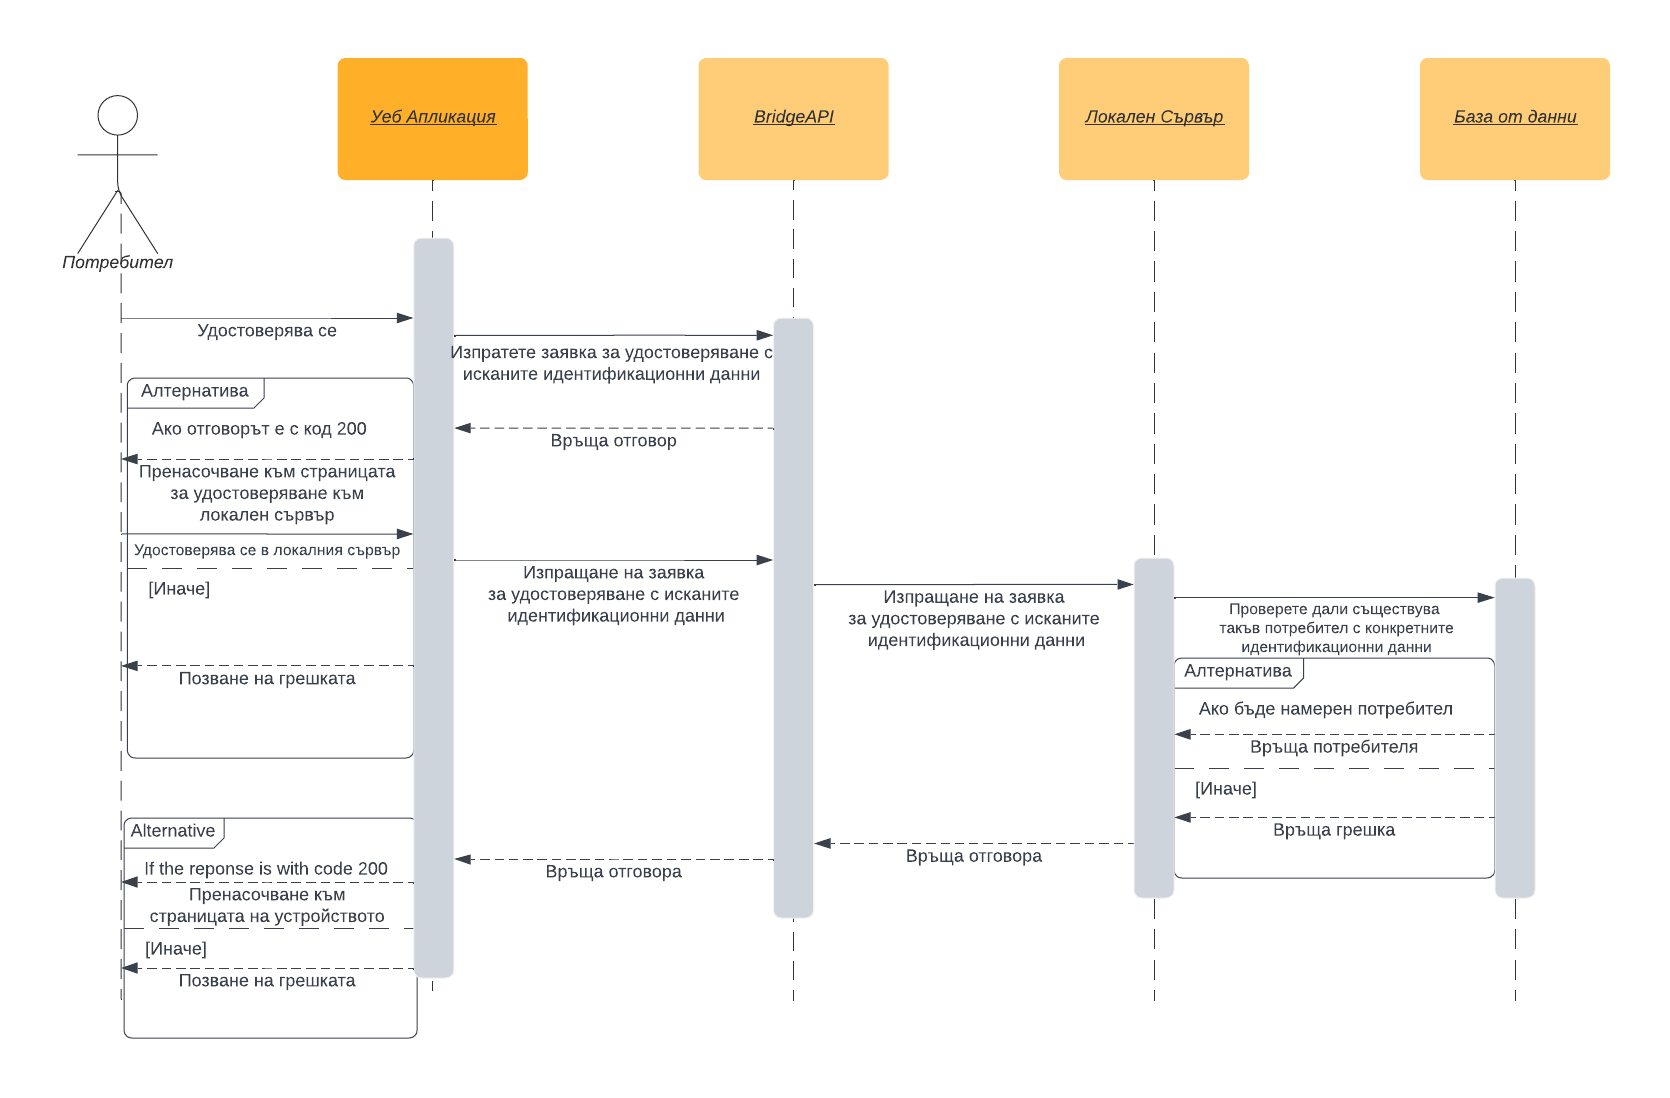 Уеб Апликация
BridgeAPI
Локален Сървър
База от данни
Потребител
Удостоверява се
Изпратете заявка за удостоверяване с
исканите идентификационни данни
Алтернатива
Ако отговорът е с код 200
Връща отговор
Пренасочване към страницата
за удостоверяване към
локален сървър
Удостоверява се в локалния сървър
[Иначе]
Изпращане на заявка
за удостоверяване с исканите
идентификационни данни
Изпращане на заявка
за удостоверяване с исканите
идентификационни данни
Проверете дали съществува
такъв потребител с конкретните
идентификационни данни
Позване на грешката
Алтернатива
Ако бъде намерен потребител
Връща потребителя
[Иначе]
Връща грешка
Alternative
If the reponse is with code 200
Връща отговора
Връща отговора
Пренасочване към
страницата на устройството
[Иначе]
Позване на грешката